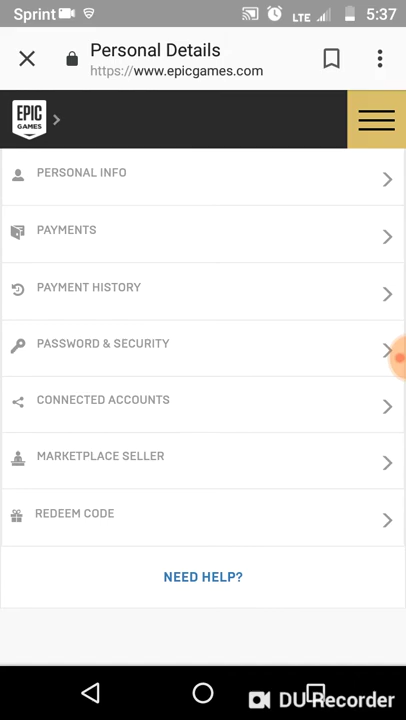 Sprint LTE 5:37
Personal Details
https://www.epicgames.com
EPIC
GAMES
PERSONAL INFO
PAYMENTS
PAYMENT HISTORY
PASSWORD & SECURITY
CONNECTED ACCOUNTS
MARKETPLACE SELLER
REDEEM CODE
NEED HELP?
DU Recorder